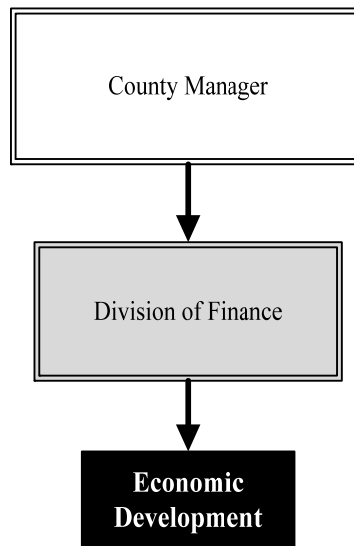 County Manager
Division of Finance
Economic
Development